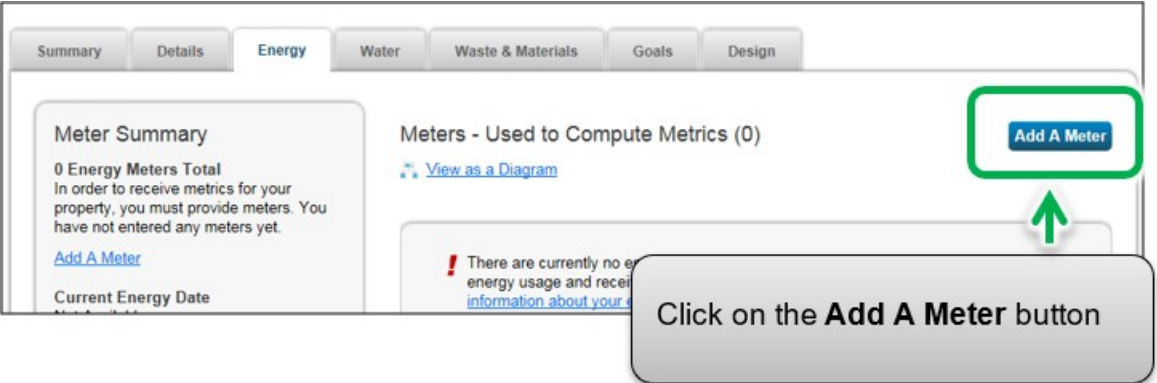 Summary
Details
Energy
Water
Waste & Materials
Goals
Design
Meter Summary
0 Energy Meters Total
In order to receive metrics for your
property, you must provide meters. You
have not entered any meters yet.
Add A Meter
Current Energy Date
Meters - Used to Compute Metrics (0)
View as a Diagram
Add A Meter
! There are currently no
energy usage and
information about your
Click on the Add A Meter button